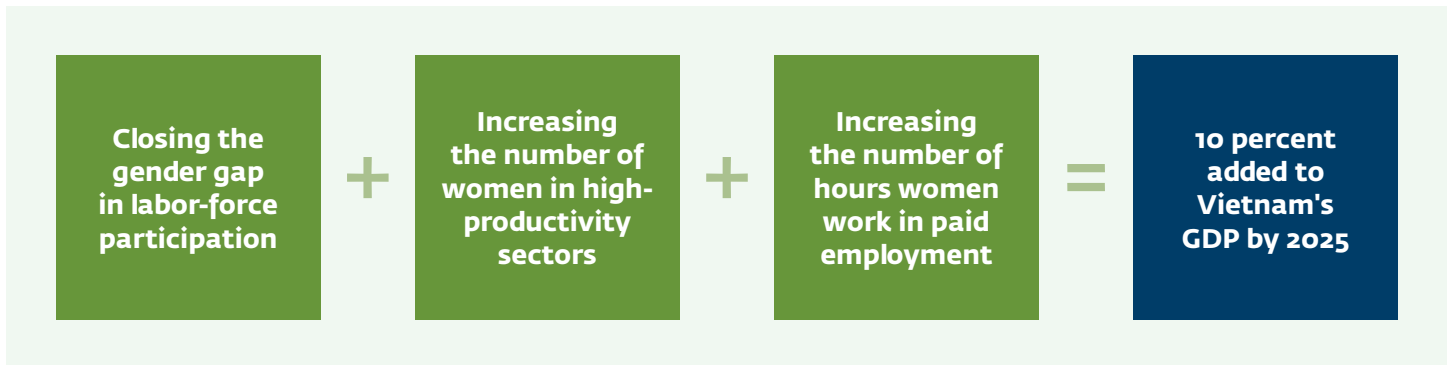 Closing the
gender gap
in labor-force
participation
+
Increasing
the number of
women in high-
productivity
sectors
+
Increasing
the number of
hours women
work in paid
employment
=
10 percent
added to
Vietnam's
GDP by 2025